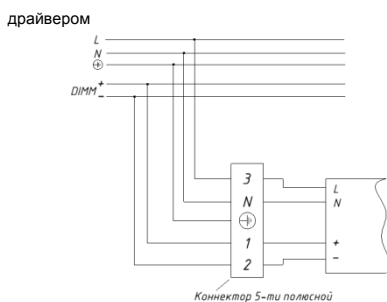 драйвером
L
N
DIMM + −
3
N
1
2
L
N
+
−
Коннектор 5-ти полюсной